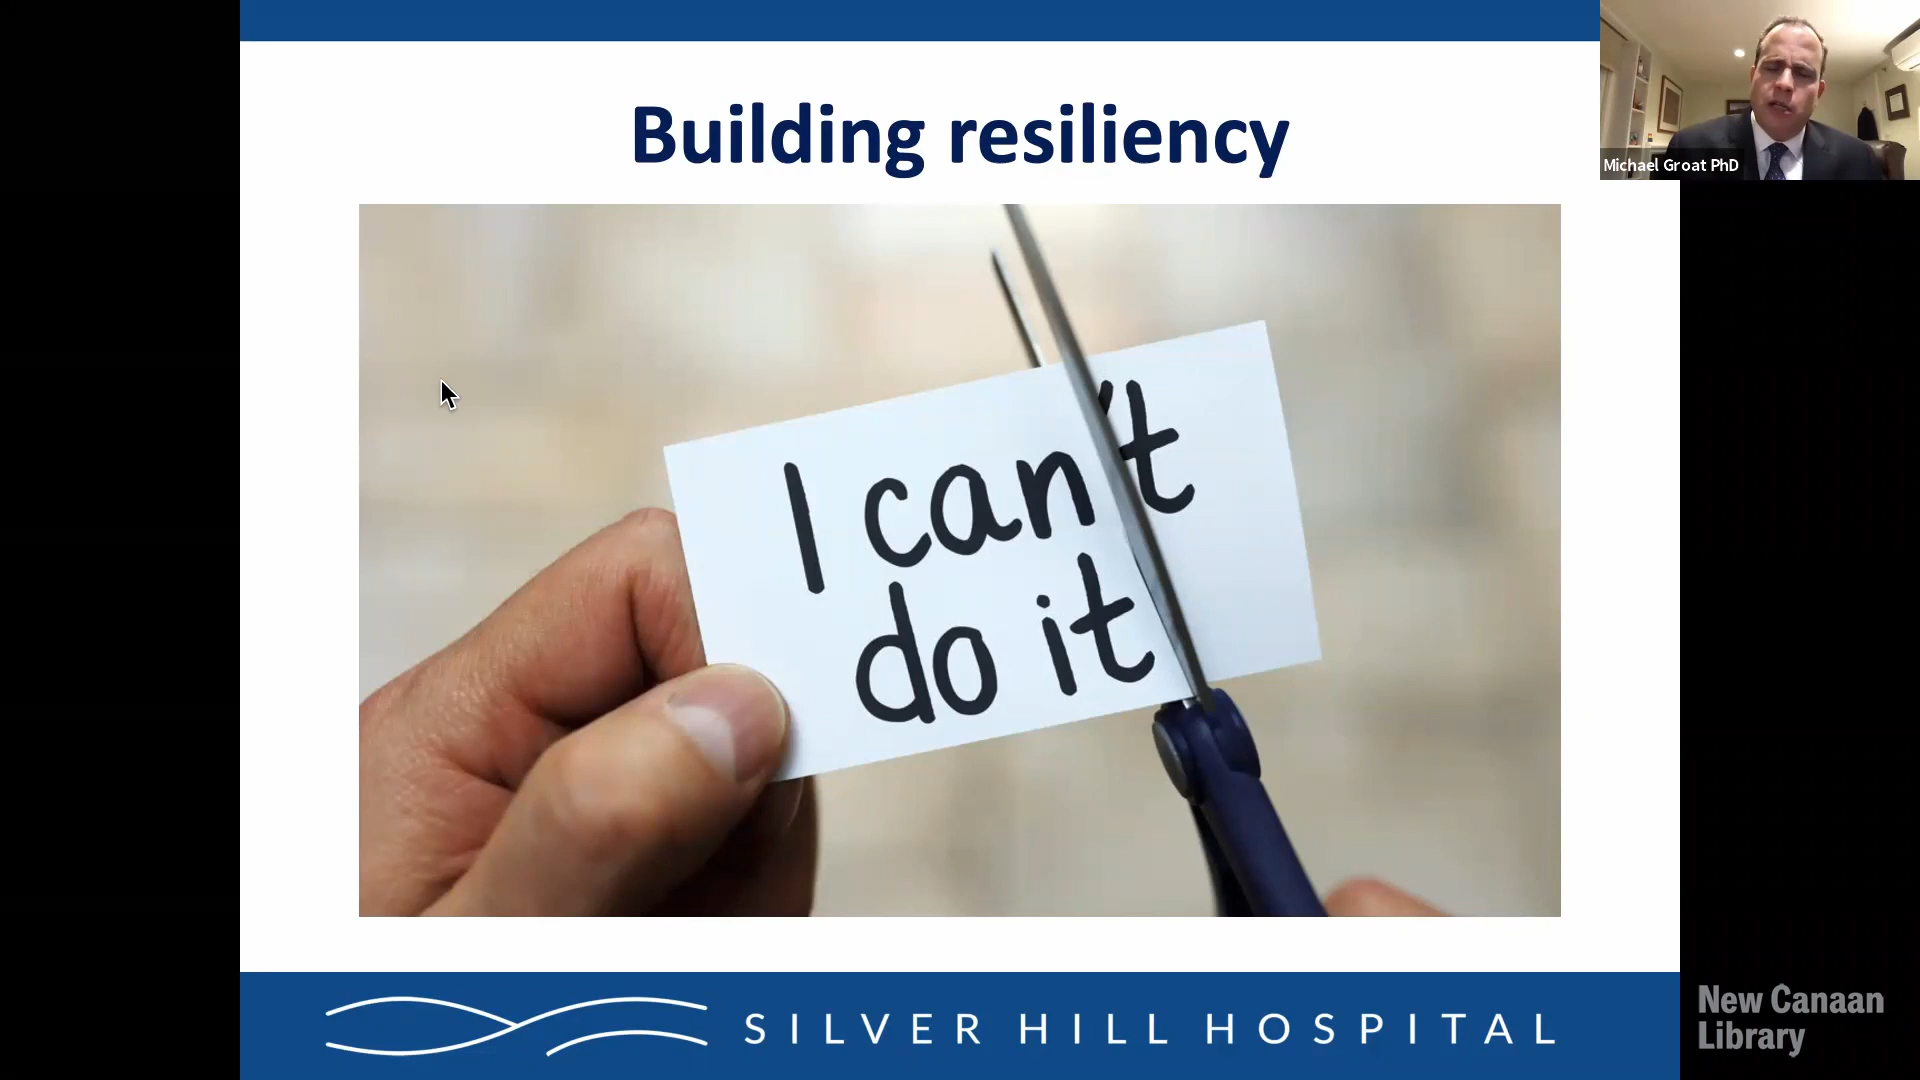 Building resiliency
Michael Groat PhD
I can't
do it
SILVER HILL HOSPITAL
New Canaan
Library